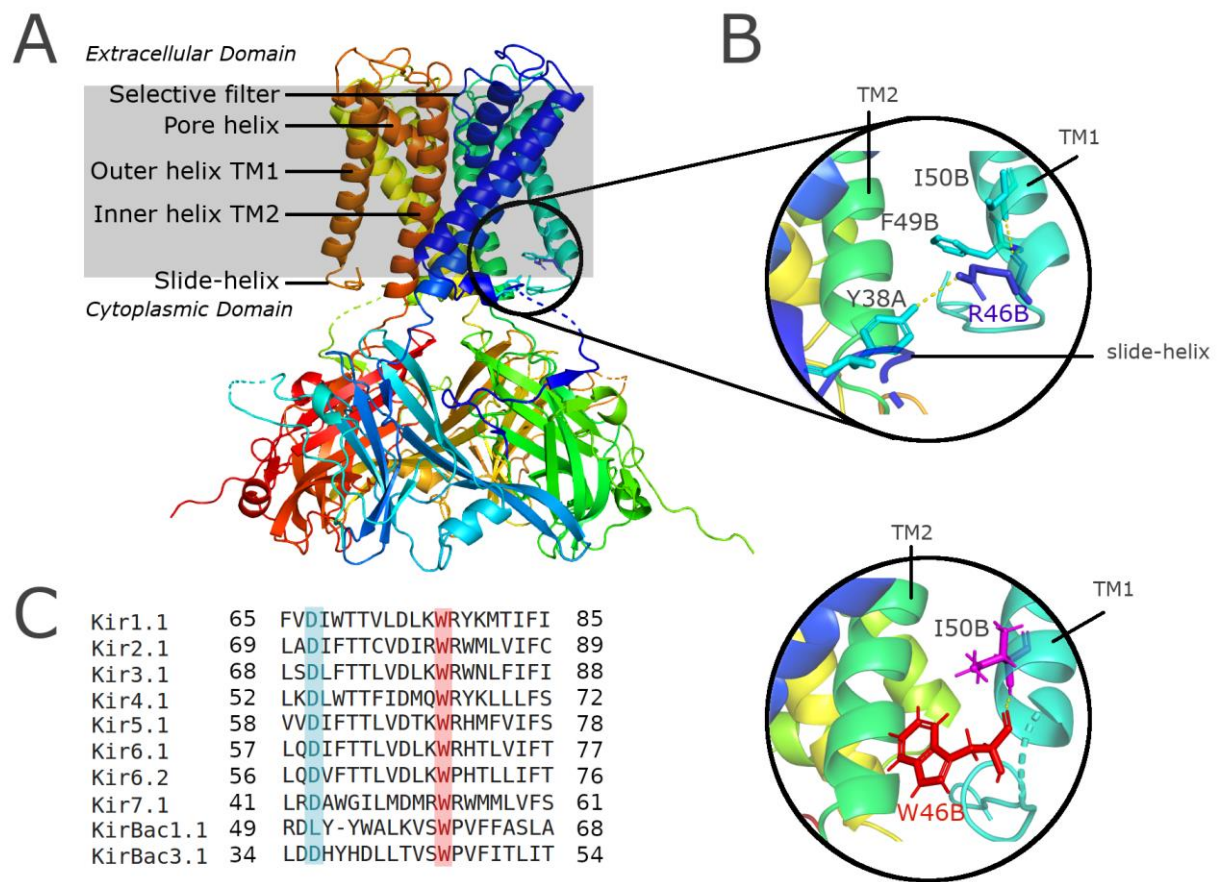 A
Extracellular Domain
Selective filter
Pore helix
Outer helix TM1
Inner helix TM2
Slide-helix
Cytoplasmic Domain
B
TM2
TM1
I50B
F49B
Y38A
R46B
slide-helix
TM2
TM1
I50B
W46B
C
Kir1.1 65 FVDIWTTVLDLKWRYKMTIFI 85
Kir2.1 69 LADIFTTCVDIRWRWMLVIFC 89
Kir3.1 68 LSDLFTTLVDLKWRWNLFIFI 88
Kir4.1 52 LKDLWTTFIDMQWRYKLLLFS 72
Kir5.1 58 VVDIFTTLVDTKWRHMFVIFS 78
Kir6.1 57 LQDIFTTLVDLKWRHTLVIFT 77
Kir6.2 56 LQDVFTTLVDLKWPHTLLIFT 76
Kir7.1 41 LRDAWGILMDMRWRWMMLVFS 61
KirBac1.1 49 RDLY-YWALKVSWPVFFASLA 68
KirBac3.1 34 LDDHYHDLLTVSWPVFITLIT 54